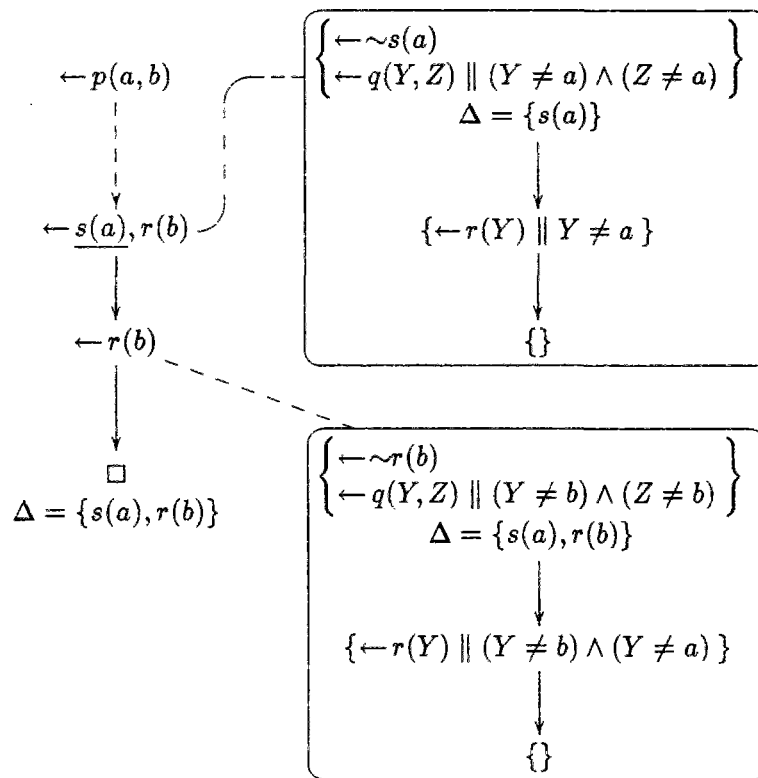 ← p(a, b)
← s(a), r(b)
← r(b)
□
Δ = {s(a), r(b)}
← ∼s(a)
← q(Y, Z) ∥ (Y ≠ a) ∧ (Z ≠ a)
Δ = {s(a)}
{← r(Y) ∥ Y ≠ a }
{}
← ∼r(b)
← q(Y, Z) ∥ (Y ≠ b) ∧ (Z ≠ b)
Δ = {s(a), r(b)}
{← r(Y) ∥ (Y ≠ b) ∧ (Y ≠ a) }
{}